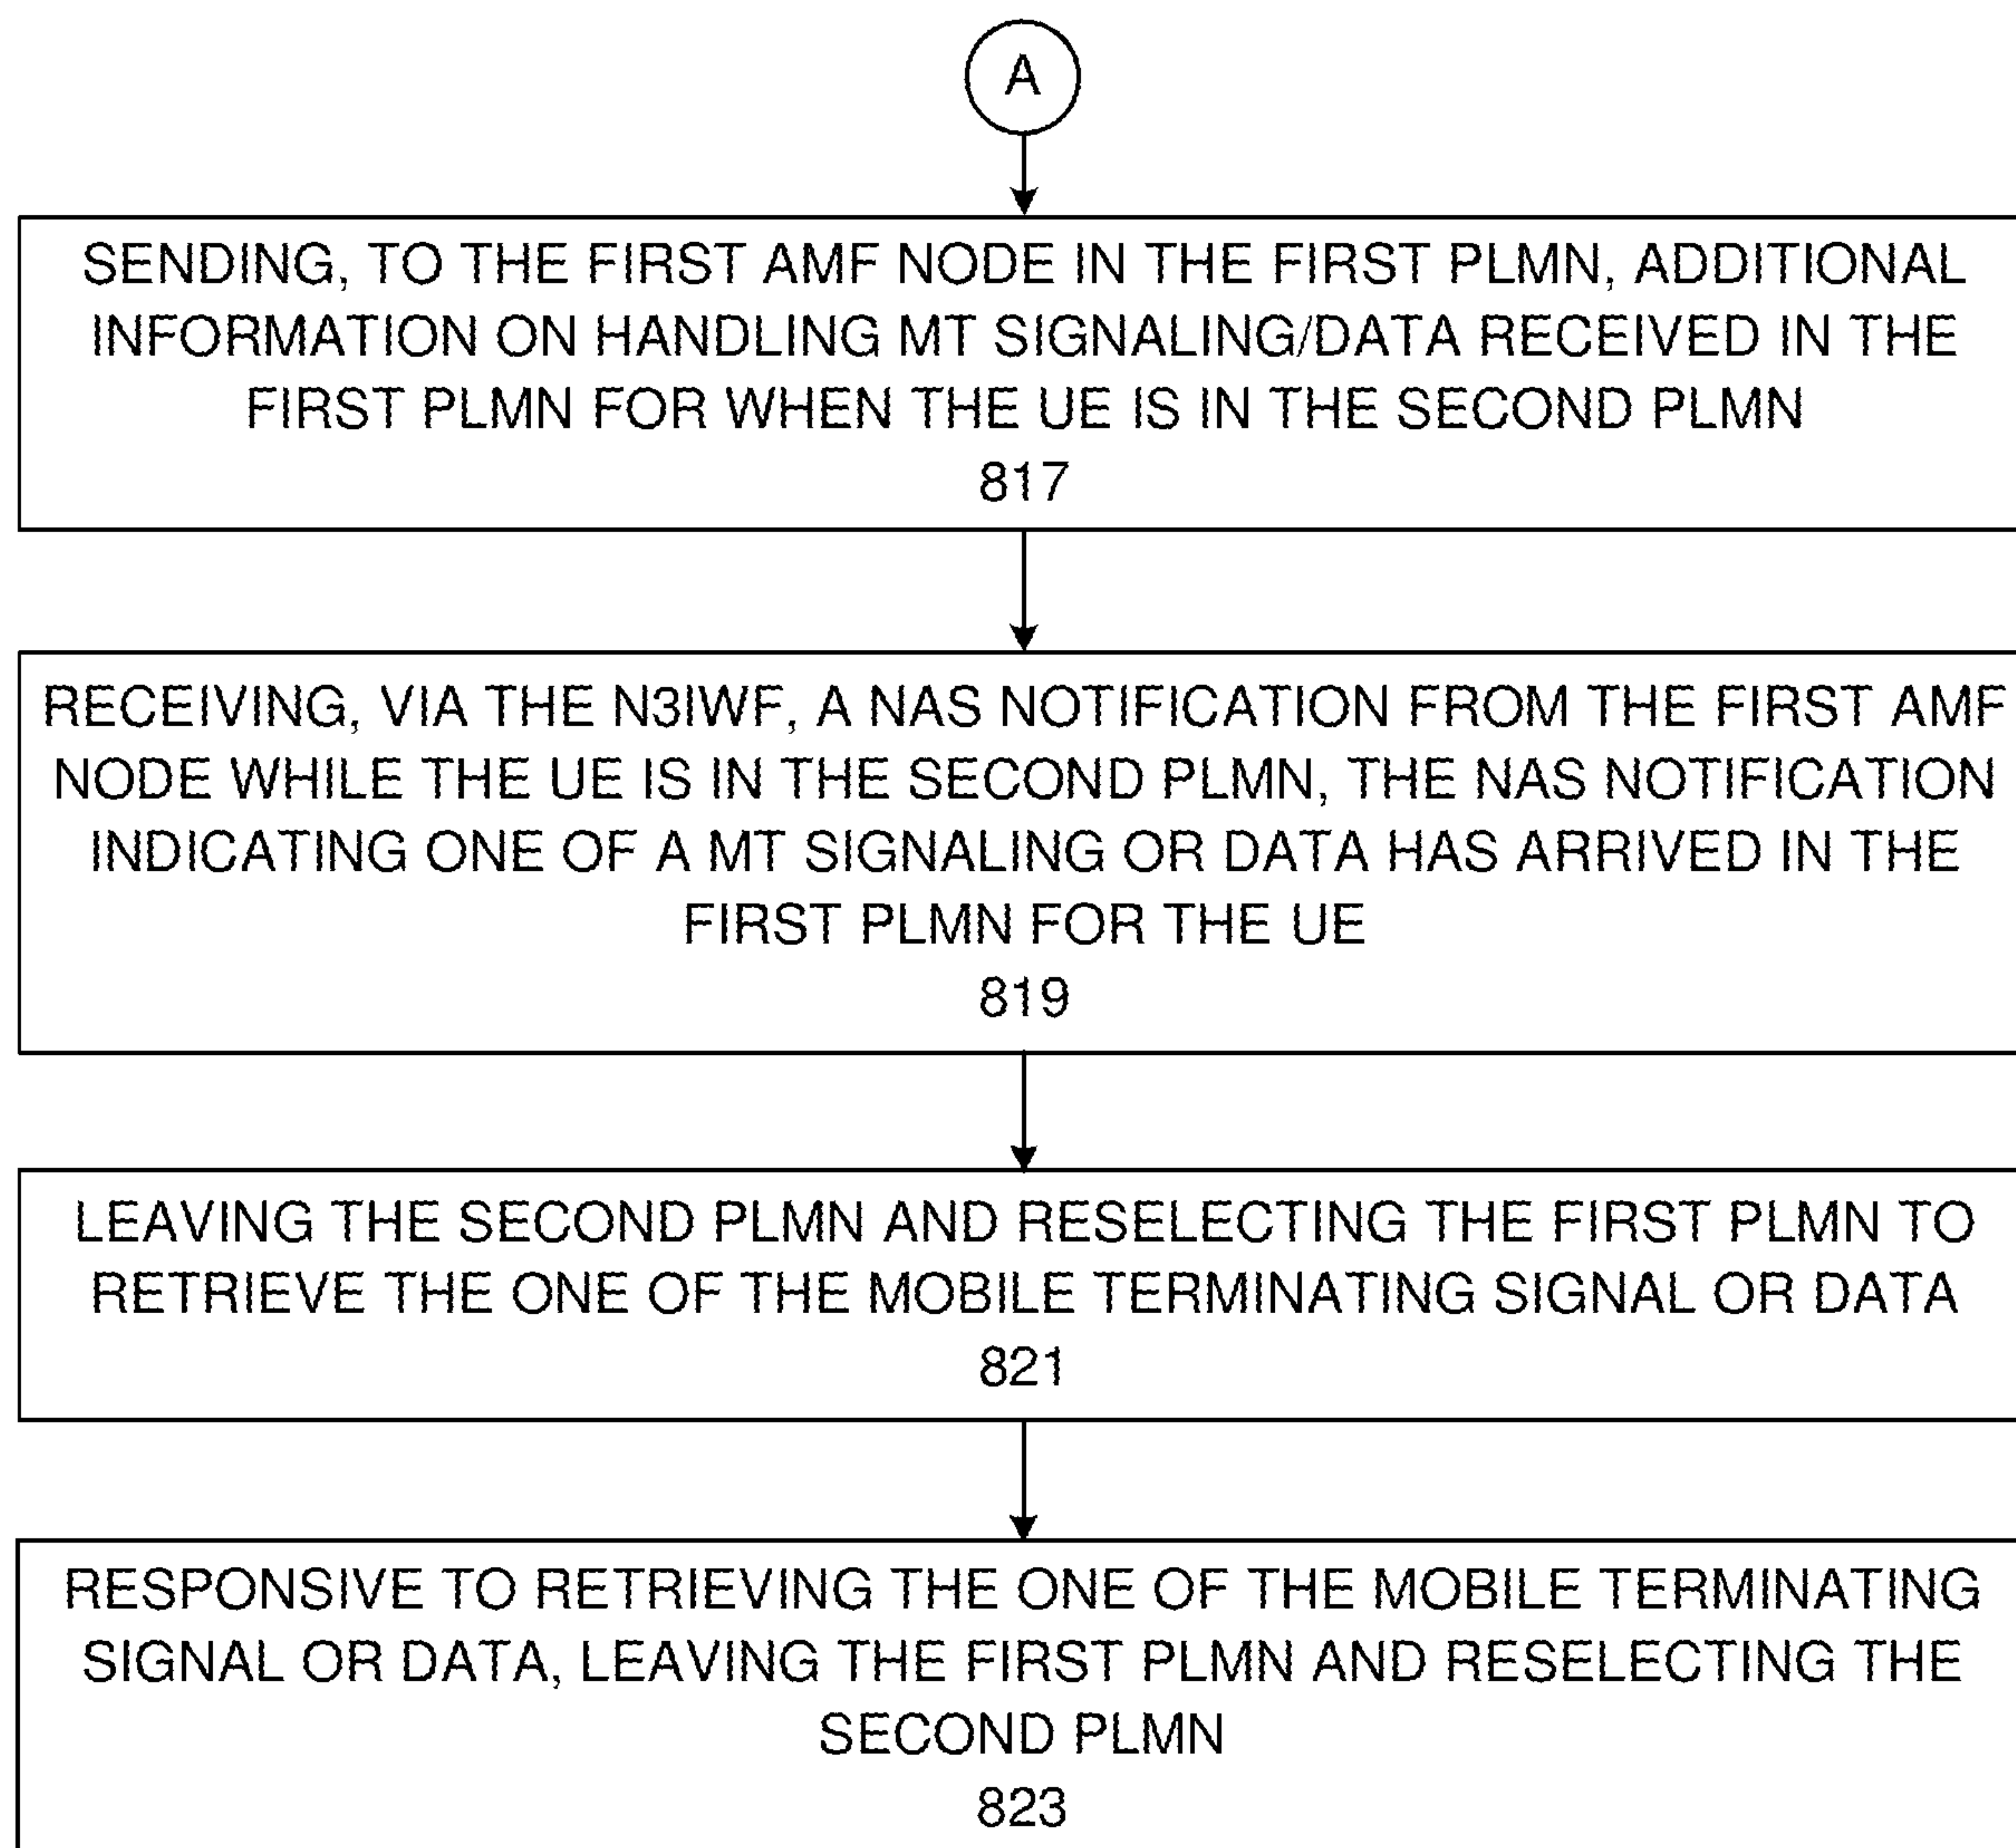 A
SENDING, TO THE FIRST AMF NODE IN THE FIRST PLMN, ADDITIONAL
INFORMATION ON HANDLING MT SIGNALING/DATA RECEIVED IN THE
FIRST PLMN FOR WHEN THE UE IS IN THE SECOND PLMN
817
RECEIVING, VIA THE N3IWF, A NAS NOTIFICATION FROM THE FIRST AMF
NODE WHILE THE UE IS IN THE SECOND PLMN, THE NAS NOTIFICATION
INDICATING ONE OF A MT SIGNALING OR DATA HAS ARRIVED IN THE
FIRST PLMN FOR THE UE
819
LEAVING THE SECOND PLMN AND RESELECTING THE FIRST PLMN TO
RETRIEVE THE ONE OF THE MOBILE TERMINATING SIGNAL OR DATA
821
RESPONSIVE TO RETRIEVING THE ONE OF THE MOBILE TERMINATING
SIGNAL OR DATA, LEAVING THE FIRST PLMN AND RESELECTING THE
SECOND PLMN
823